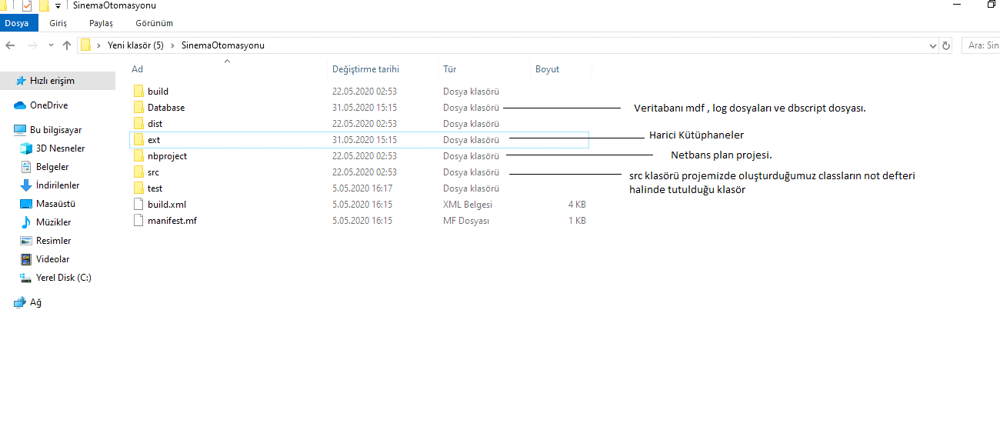 SinemaOtomasyonu
Dosya Giriş Paylaş Görünüm
Yeni klasör (5) SinemaOtomasyonu Ara: Sin
Ad Değiştirme tarihi Tür Boyut
Hızlı erişim
OneDrive
Bu bilgisayar
3D Nesneler
Belgeler
İndirilenler
Masaüstü
Müzikler
Resimler
Videolar
Yerel Disk (C:)
Ağ
build 22.05.2020 02:53 Dosya klasörü
Database 31.05.2020 15:15 Dosya klasörü Veritabanı mdf , log dosyaları ve dbscript dosyası.
dist 22.05.2020 02:53 Dosya klasörü
ext 31.05.2020 15:15 Dosya klasörü Harici Kütüphaneler
nbproject 22.05.2020 02:53 Dosya klasörü Netbans plan projesi.
src 22.05.2020 02:53 Dosya klasörü src klasörü projemizde oluşturduğumuz classların not defteri
halinde tutulduğu klasör
test 5.05.2020 16:17 Dosya klasörü
build.xml 5.05.2020 16:15 XML Belgesi 4 KB
manifest.mf 5.05.2020 16:15 MF Dosyası 1 KB